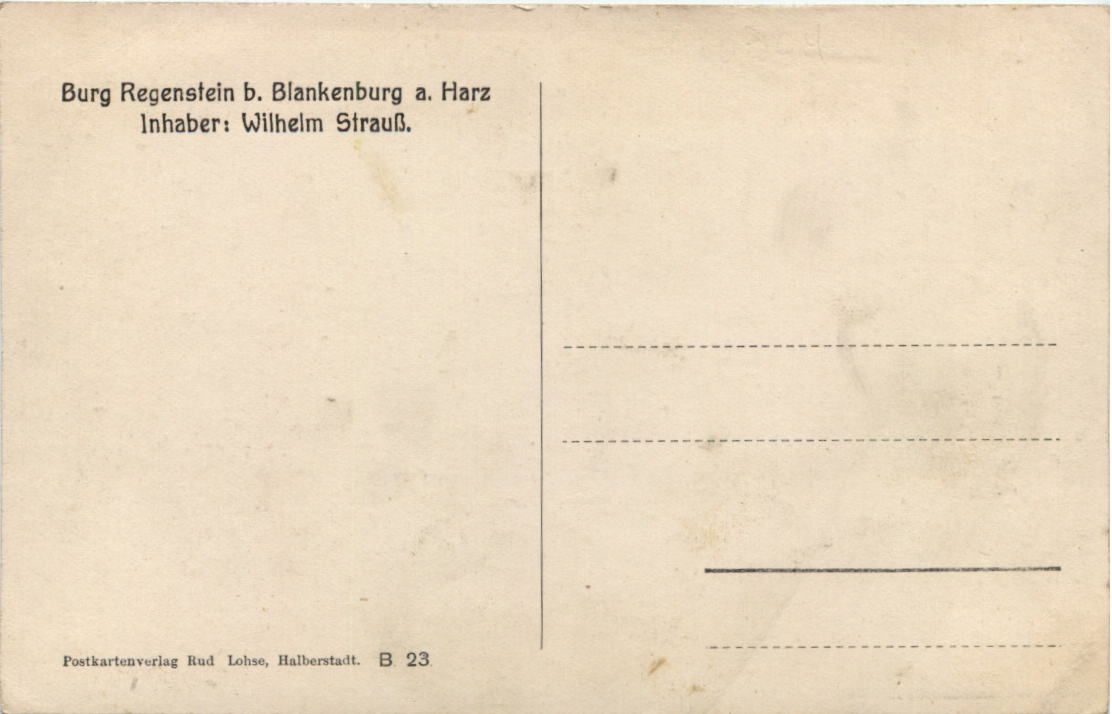 Burg Regenstein b. Blankenburg a. Harz
Inhaber: Wilhelm Strauß.
Postkartenverlag Rud Lohse, Halberstadt. B. 23.